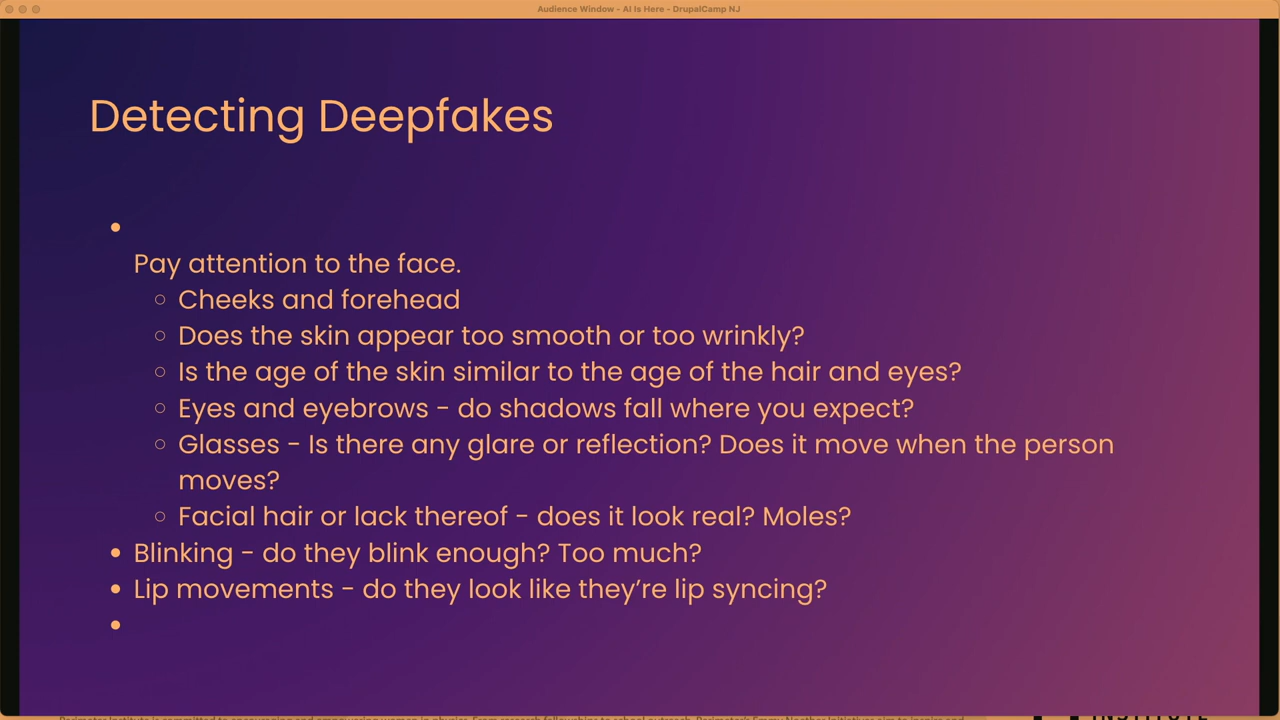 Audience Window - AI Is Here - DrupalCamp NJ
Detecting Deepfakes
Pay attention to the face.
Cheeks and forehead
Does the skin appear too smooth or too wrinkly?
Is the age of the skin similar to the age of the hair and eyes?
Eyes and eyebrows - do shadows fall where you expect?
Glasses - Is there any glare or reflection? Does it move when the person
moves?
Facial hair or lack thereof - does it look real? Moles?
Blinking - do they blink enough? Too much?
Lip movements - do they look like they’re lip syncing?
INSTITUTE